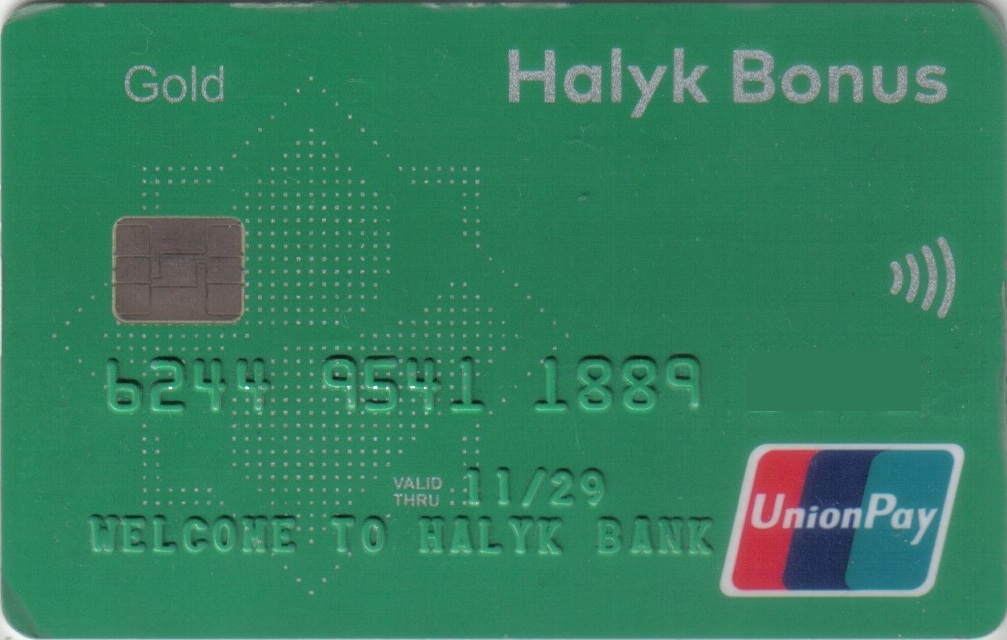 Gold
Halyk Bonus
6244 9541 1889
VALID THRU 11/29
WELCOME TO HALYK BANK
UnionPay